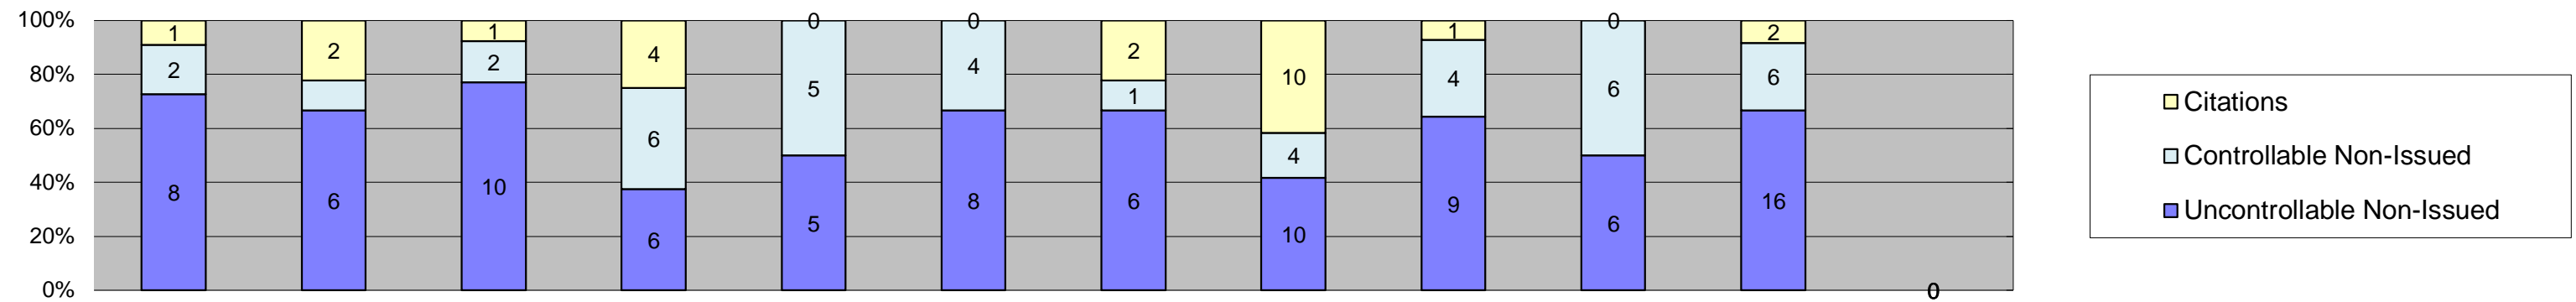 100%
80%
60%
40%
20%
0%
1 2 1 4 0 0 2 10 1 0 2
2 2 6 5 4 1 4 4 6 6
8 6 10 6 5 8 6 10 9 6 16 0
Citations
Controllable Non-Issued
Uncontrollable Non-Issued